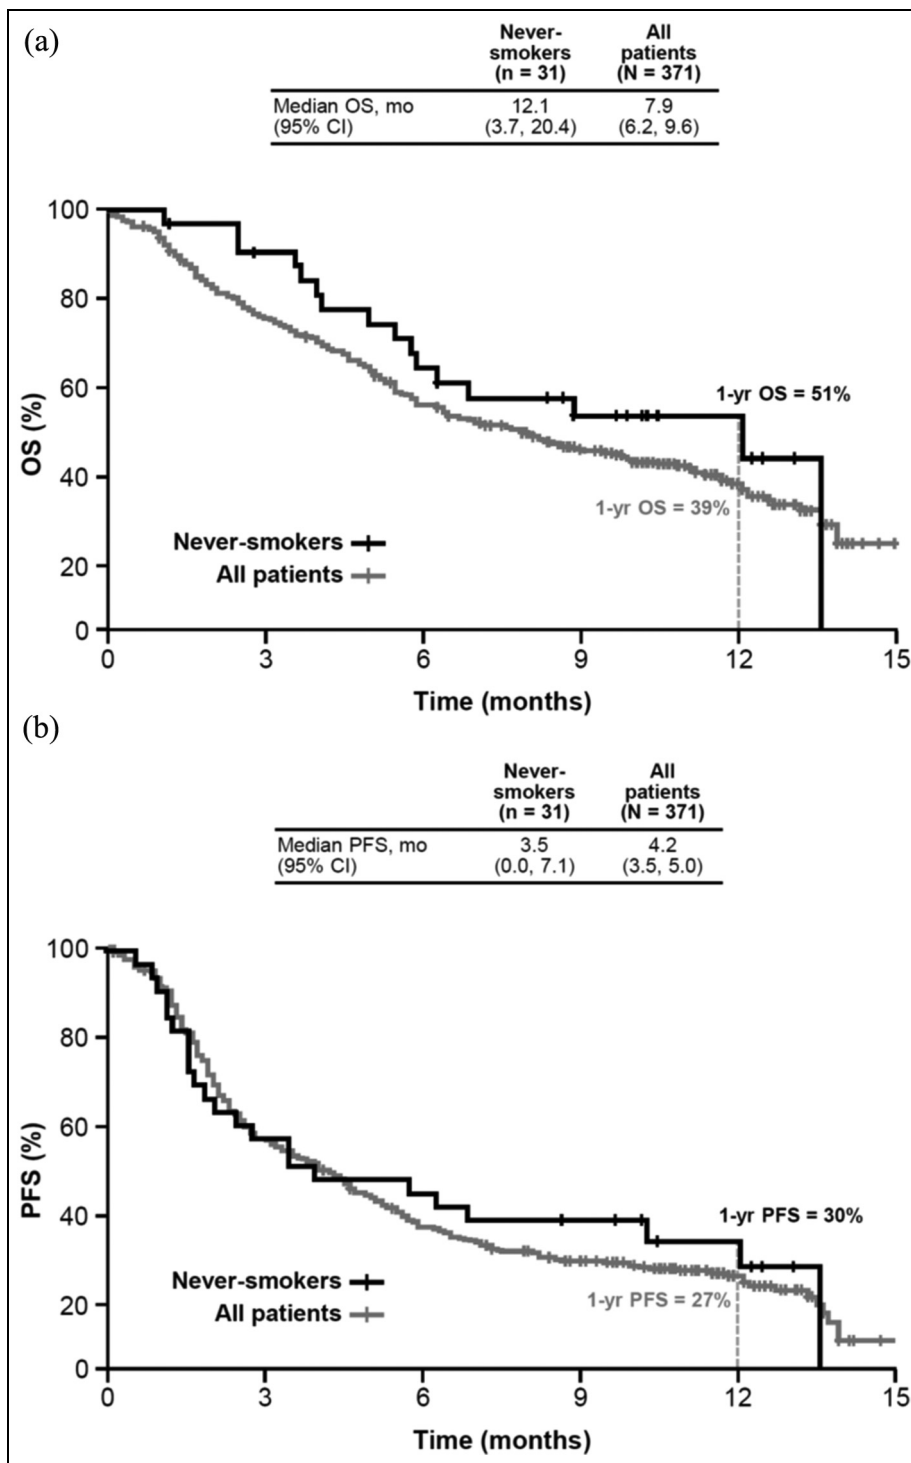 (a)
Never-
smokers
(n = 31)
All
patients
(N = 371)
Median OS, mo
(95% CI)
12.1
(3.7, 20.4)
7.9
(6.2, 9.6)
OS (%)
100
80
60
40
20
0
1-yr OS = 51%
1-yr OS = 39%
Never-smokers
All patients
0 3 6 9 12 15
Time (months)
(b)
Never-
smokers
(n = 31)
All
patients
(N = 371)
Median PFS, mo
(95% CI)
3.5
(0.0, 7.1)
4.2
(3.5, 5.0)
PFS (%)
100
80
60
40
20
0
1-yr PFS = 30%
1-yr PFS = 27%
Never-smokers
All patients
0 3 6 9 12 15
Time (months)